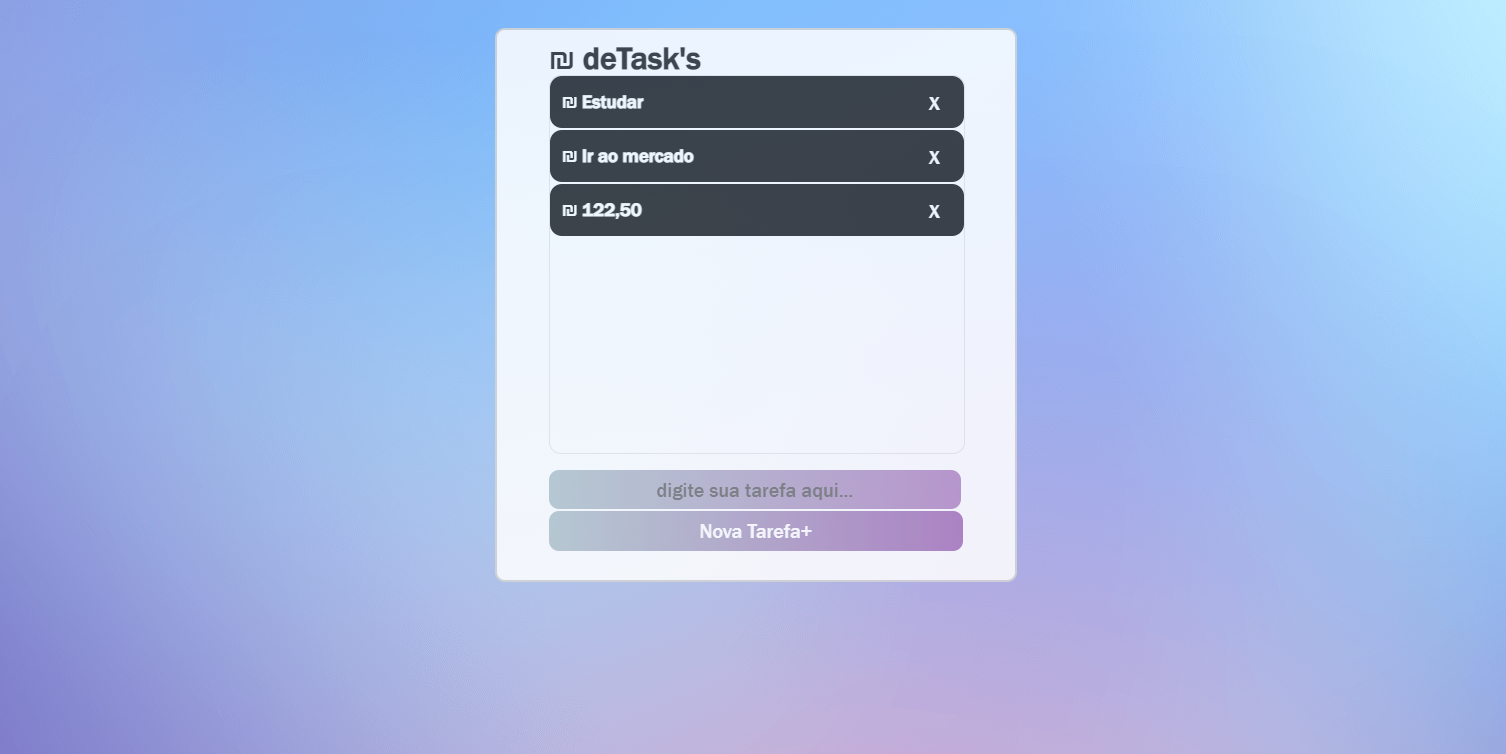 ₪ deTask's
₪ Estudar X
₪ Ir ao mercado X
₪ 122,50 X
digite sua tarefa aqui...
Nova Tarefa+